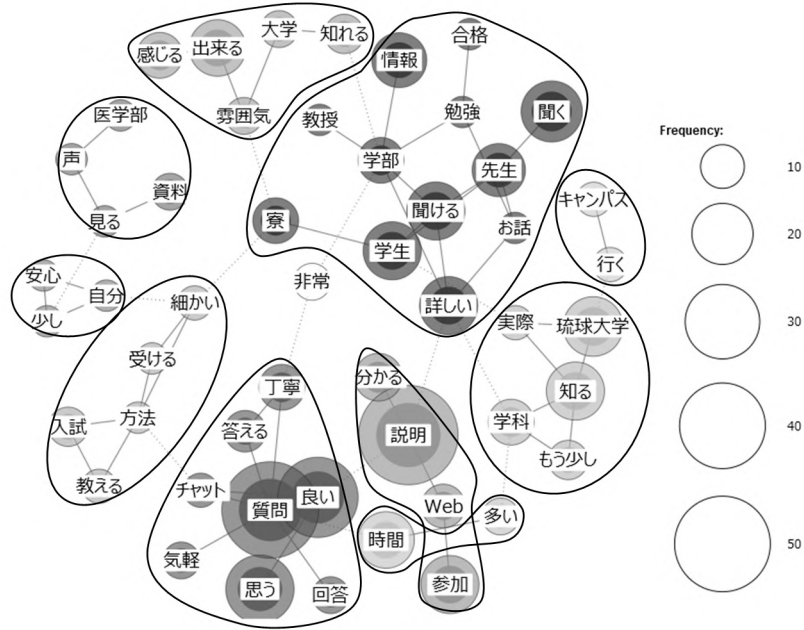 感じる
出来る
大学
知れる
雰囲気
情報
合格
教授
勉強
聞く
学部
先生
聞ける
お話
寮
学生
詳しい
医学部
声
資料
見る
キャンパス
行く
安心
自分
少し
非常
細かい
受ける
入試
方法
教える
実際
琉球大学
知る
学科
もう少し
丁寧
答える
チャット
質問
良い
気軽
思う
回答
分かる
説明
Web
多い
時間
参加
Frequency:
10
20
30
40
50